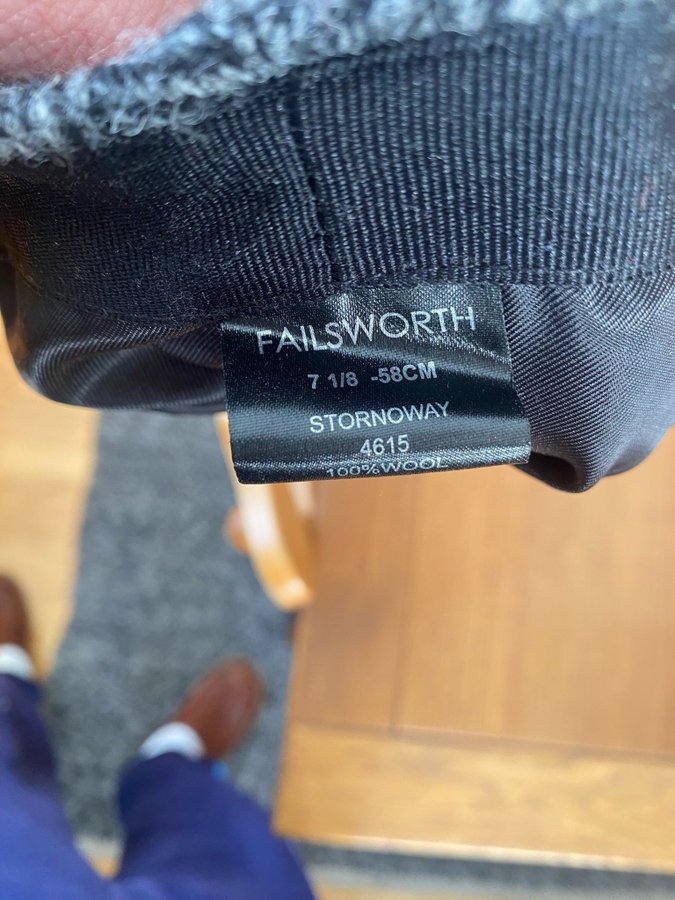 FAILSWORTH
7 1/8 -58CM
STORNOWAY
4615
100%WOOL